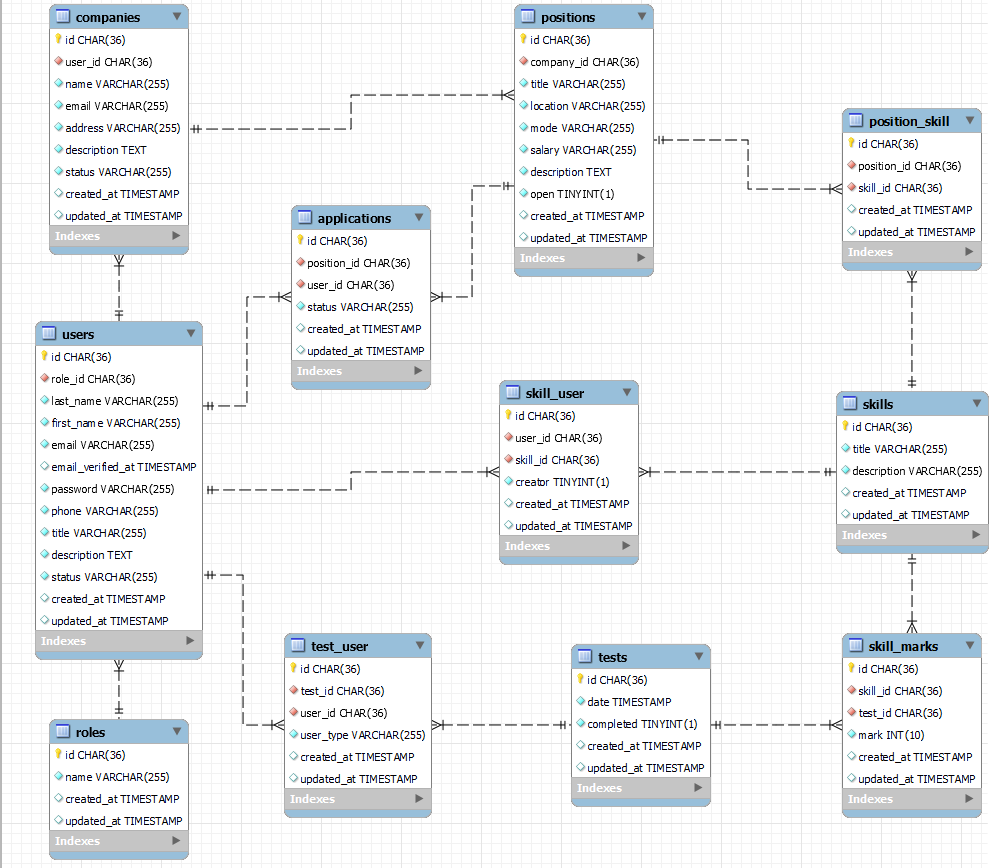 companies
id CHAR(36)
user_id CHAR(36)
name VARCHAR(255)
email VARCHAR(255)
address VARCHAR(255)
description TEXT
status VARCHAR(255)
created_at TIMESTAMP
updated_at TIMESTAMP
Indexes
positions
id CHAR(36)
company_id CHAR(36)
title VARCHAR(255)
location VARCHAR(255)
mode VARCHAR(255)
salary VARCHAR(255)
description TEXT
open TINYINT(1)
created_at TIMESTAMP
updated_at TIMESTAMP
Indexes
position_skill
id CHAR(36)
position_id CHAR(36)
skill_id CHAR(36)
created_at TIMESTAMP
updated_at TIMESTAMP
Indexes
applications
id CHAR(36)
position_id CHAR(36)
user_id CHAR(36)
status VARCHAR(255)
created_at TIMESTAMP
updated_at TIMESTAMP
Indexes
users
id CHAR(36)
role_id CHAR(36)
last_name VARCHAR(255)
first_name VARCHAR(255)
email VARCHAR(255)
email_verified_at TIMESTAMP
password VARCHAR(255)
phone VARCHAR(255)
title VARCHAR(255)
description TEXT
status VARCHAR(255)
created_at TIMESTAMP
updated_at TIMESTAMP
Indexes
skill_user
id CHAR(36)
user_id CHAR(36)
skill_id CHAR(36)
creator TINYINT(1)
created_at TIMESTAMP
updated_at TIMESTAMP
Indexes
skills
id CHAR(36)
title VARCHAR(255)
description VARCHAR(255)
created_at TIMESTAMP
updated_at TIMESTAMP
Indexes
test_user
id CHAR(36)
test_id CHAR(36)
user_id CHAR(36)
user_type VARCHAR(255)
created_at TIMESTAMP
updated_at TIMESTAMP
Indexes
tests
id CHAR(36)
date TIMESTAMP
completed TINYINT(1)
created_at TIMESTAMP
updated_at TIMESTAMP
Indexes
skill_marks
id CHAR(36)
skill_id CHAR(36)
test_id CHAR(36)
mark INT(10)
created_at TIMESTAMP
updated_at TIMESTAMP
Indexes
roles
id CHAR(36)
name VARCHAR(255)
created_at TIMESTAMP
updated_at TIMESTAMP
Indexes